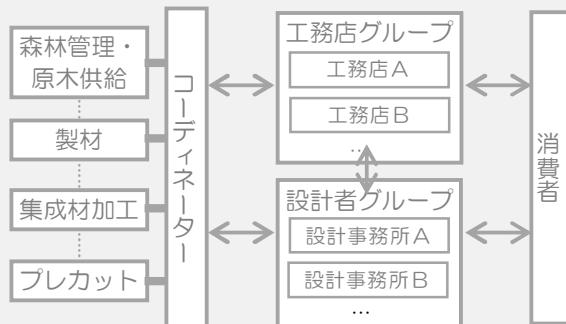 森林管理・
原木供給
製材
集成材加工
プレカット
コーディネーター
工務店グループ
工務店A
工務店B
…
設計者グループ
設計事務所A
設計事務所B
…
消費者